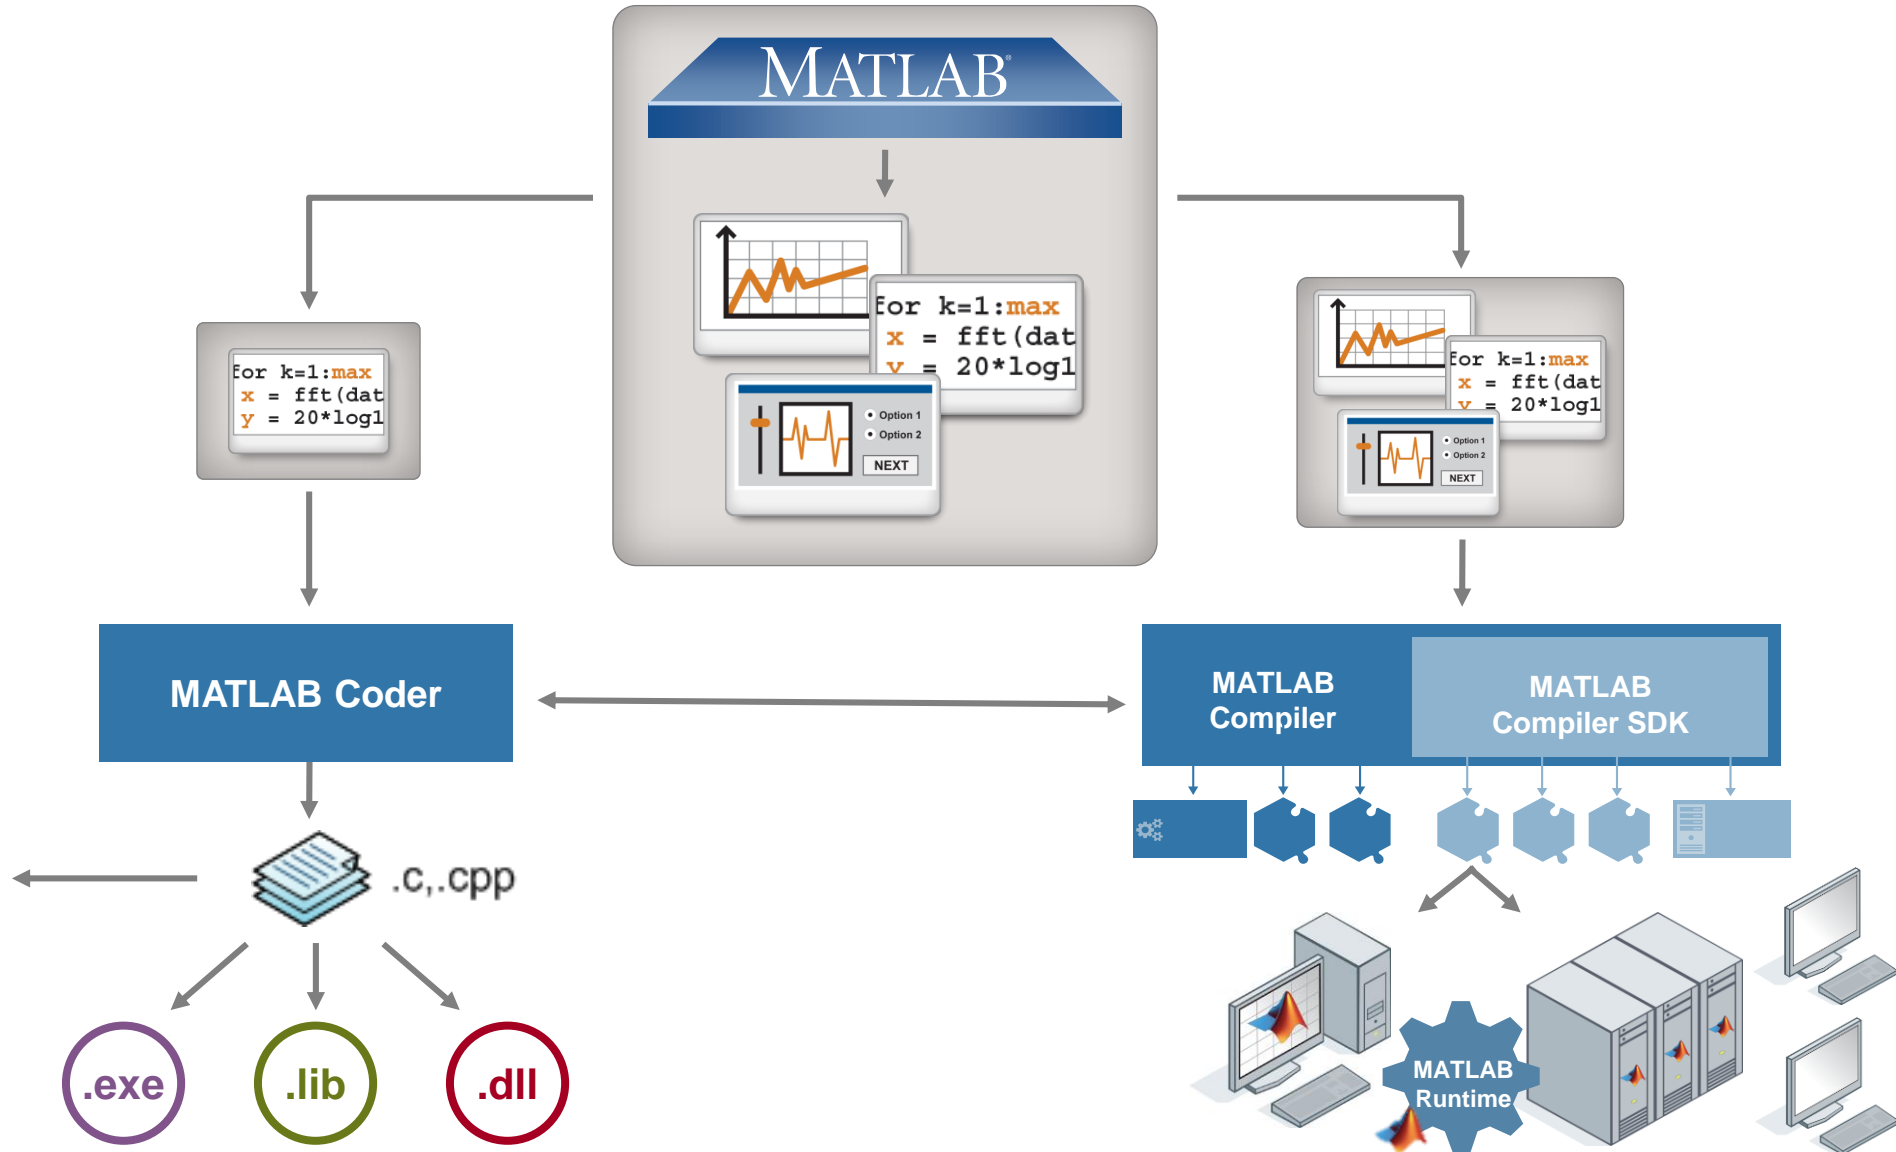 MATLAB®
for k=1:max
x = fft(dat
y = 20*log1
Option 1
Option 2
NEXT
for k=1:max
x = fft(dat
y = 20*log1
for k=1:max
x = fft(dat
y = 20*log1
Option 1
Option 2
NEXT
MATLAB Coder
MATLAB
Compiler
MATLAB
Compiler SDK
.c,.cpp
.exe
.lib
.dll
MATLAB
Runtime